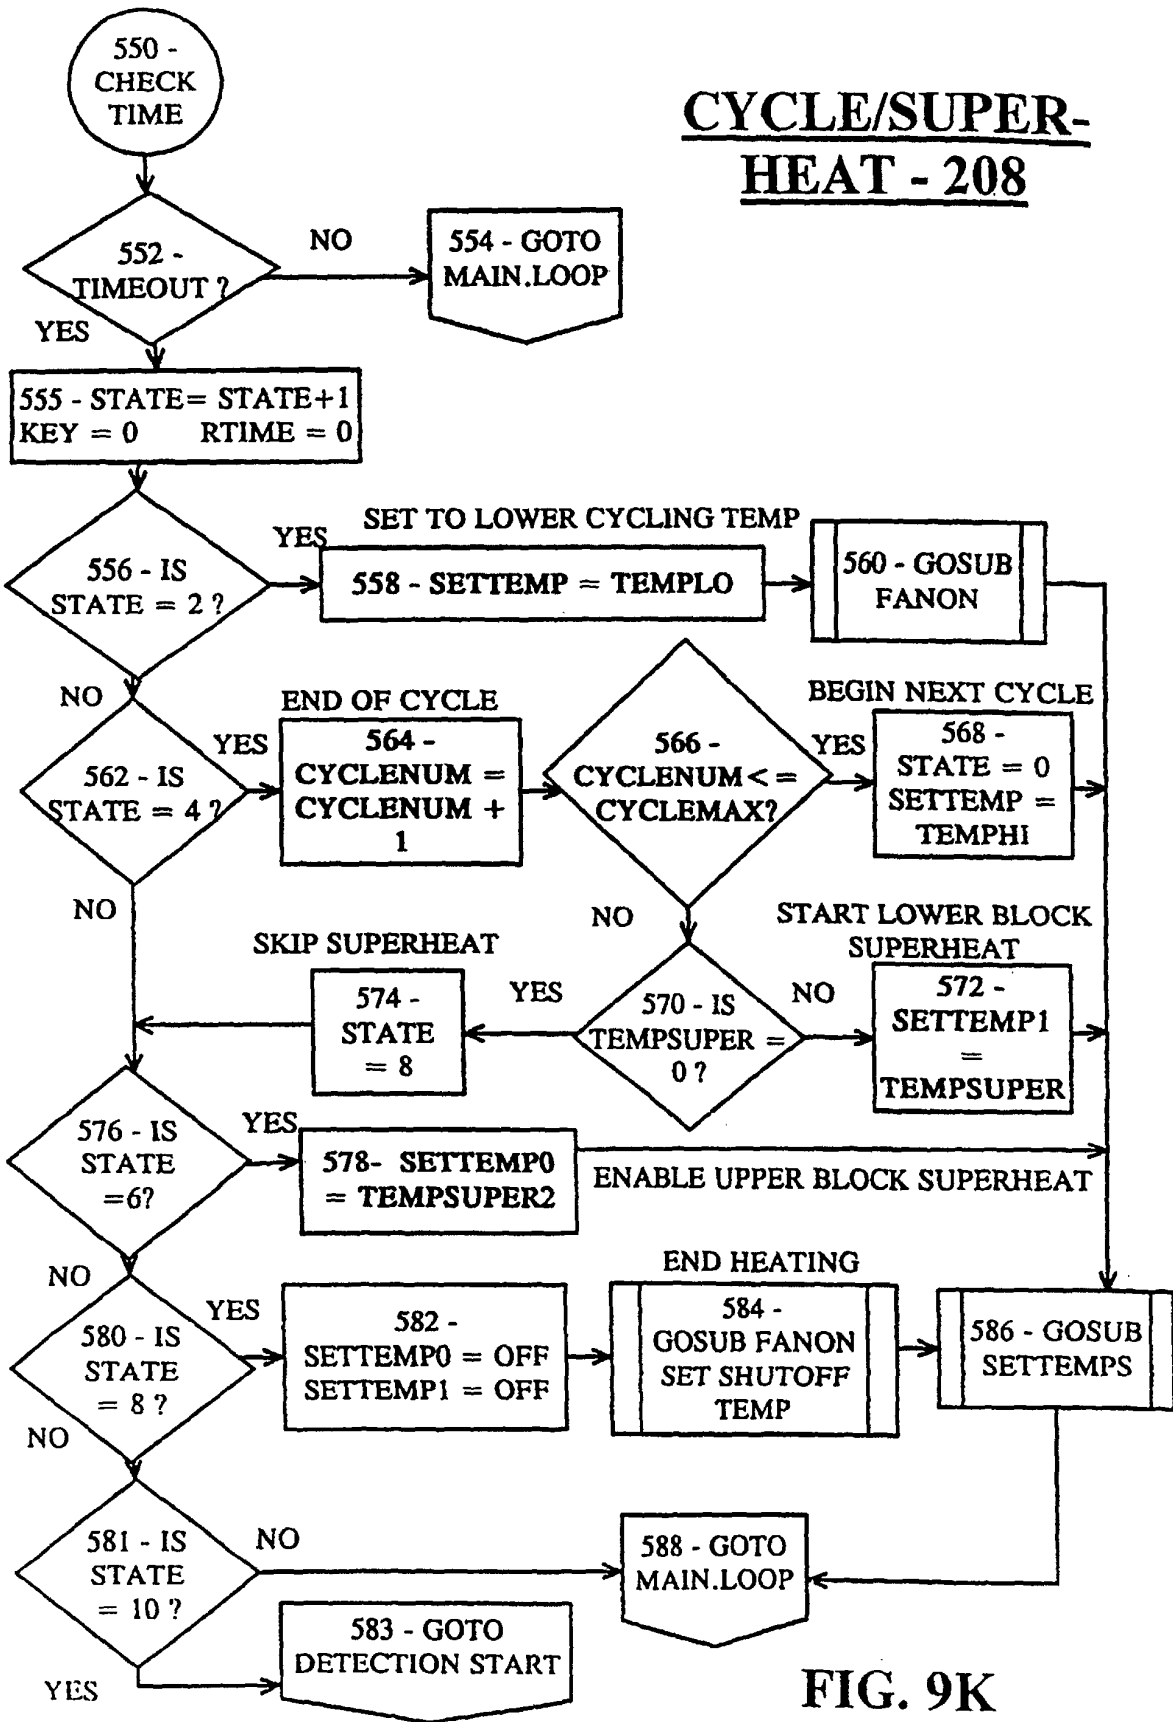 550 -
CHECK
TIME
CYCLE/SUPER-
HEAT - 208
552 -
TIMEOUT ?
NO
554 - GOTO
MAIN.LOOP
YES
555 - STATE= STATE+1
KEY = 0 RTIME = 0
556 - IS
STATE = 2 ?
YES
SET TO LOWER CYCLING TEMP
558 - SETTEMP = TEMPLO
560 - GOSUB
FANON
NO
562 - IS
STATE = 4 ?
YES
END OF CYCLE
564 -
CYCLENUM =
CYCLENUM +
1
566 -
CYCLENUM < =
CYCLEMAX?
YES
BEGIN NEXT CYCLE
568 -
STATE = 0
SETTEMP =
TEMPHI
NO
NO
START LOWER BLOCK
SUPERHEAT
SKIP SUPERHEAT
574 -
STATE
= 8
YES
570 - IS
TEMPSUPER =
0 ?
NO
572 -
SETTEMP1
=
TEMPSUPER
576 - IS
STATE
=6?
YES
578- SETTEMP0
= TEMPSUPER2
ENABLE UPPER BLOCK SUPERHEAT
NO
580 - IS
STATE
= 8 ?
YES
582 -
SETTEMP0 = OFF
SETTEMP1 = OFF
END HEATING
584 -
GOSUB FANON
SET SHUTOFF
TEMP
586 - GOSUB
SETTEMPS
NO
581 - IS
STATE
= 10 ?
NO
588 - GOTO
MAIN.LOOP
YES
583 - GOTO
DETECTION START
FIG. 9K